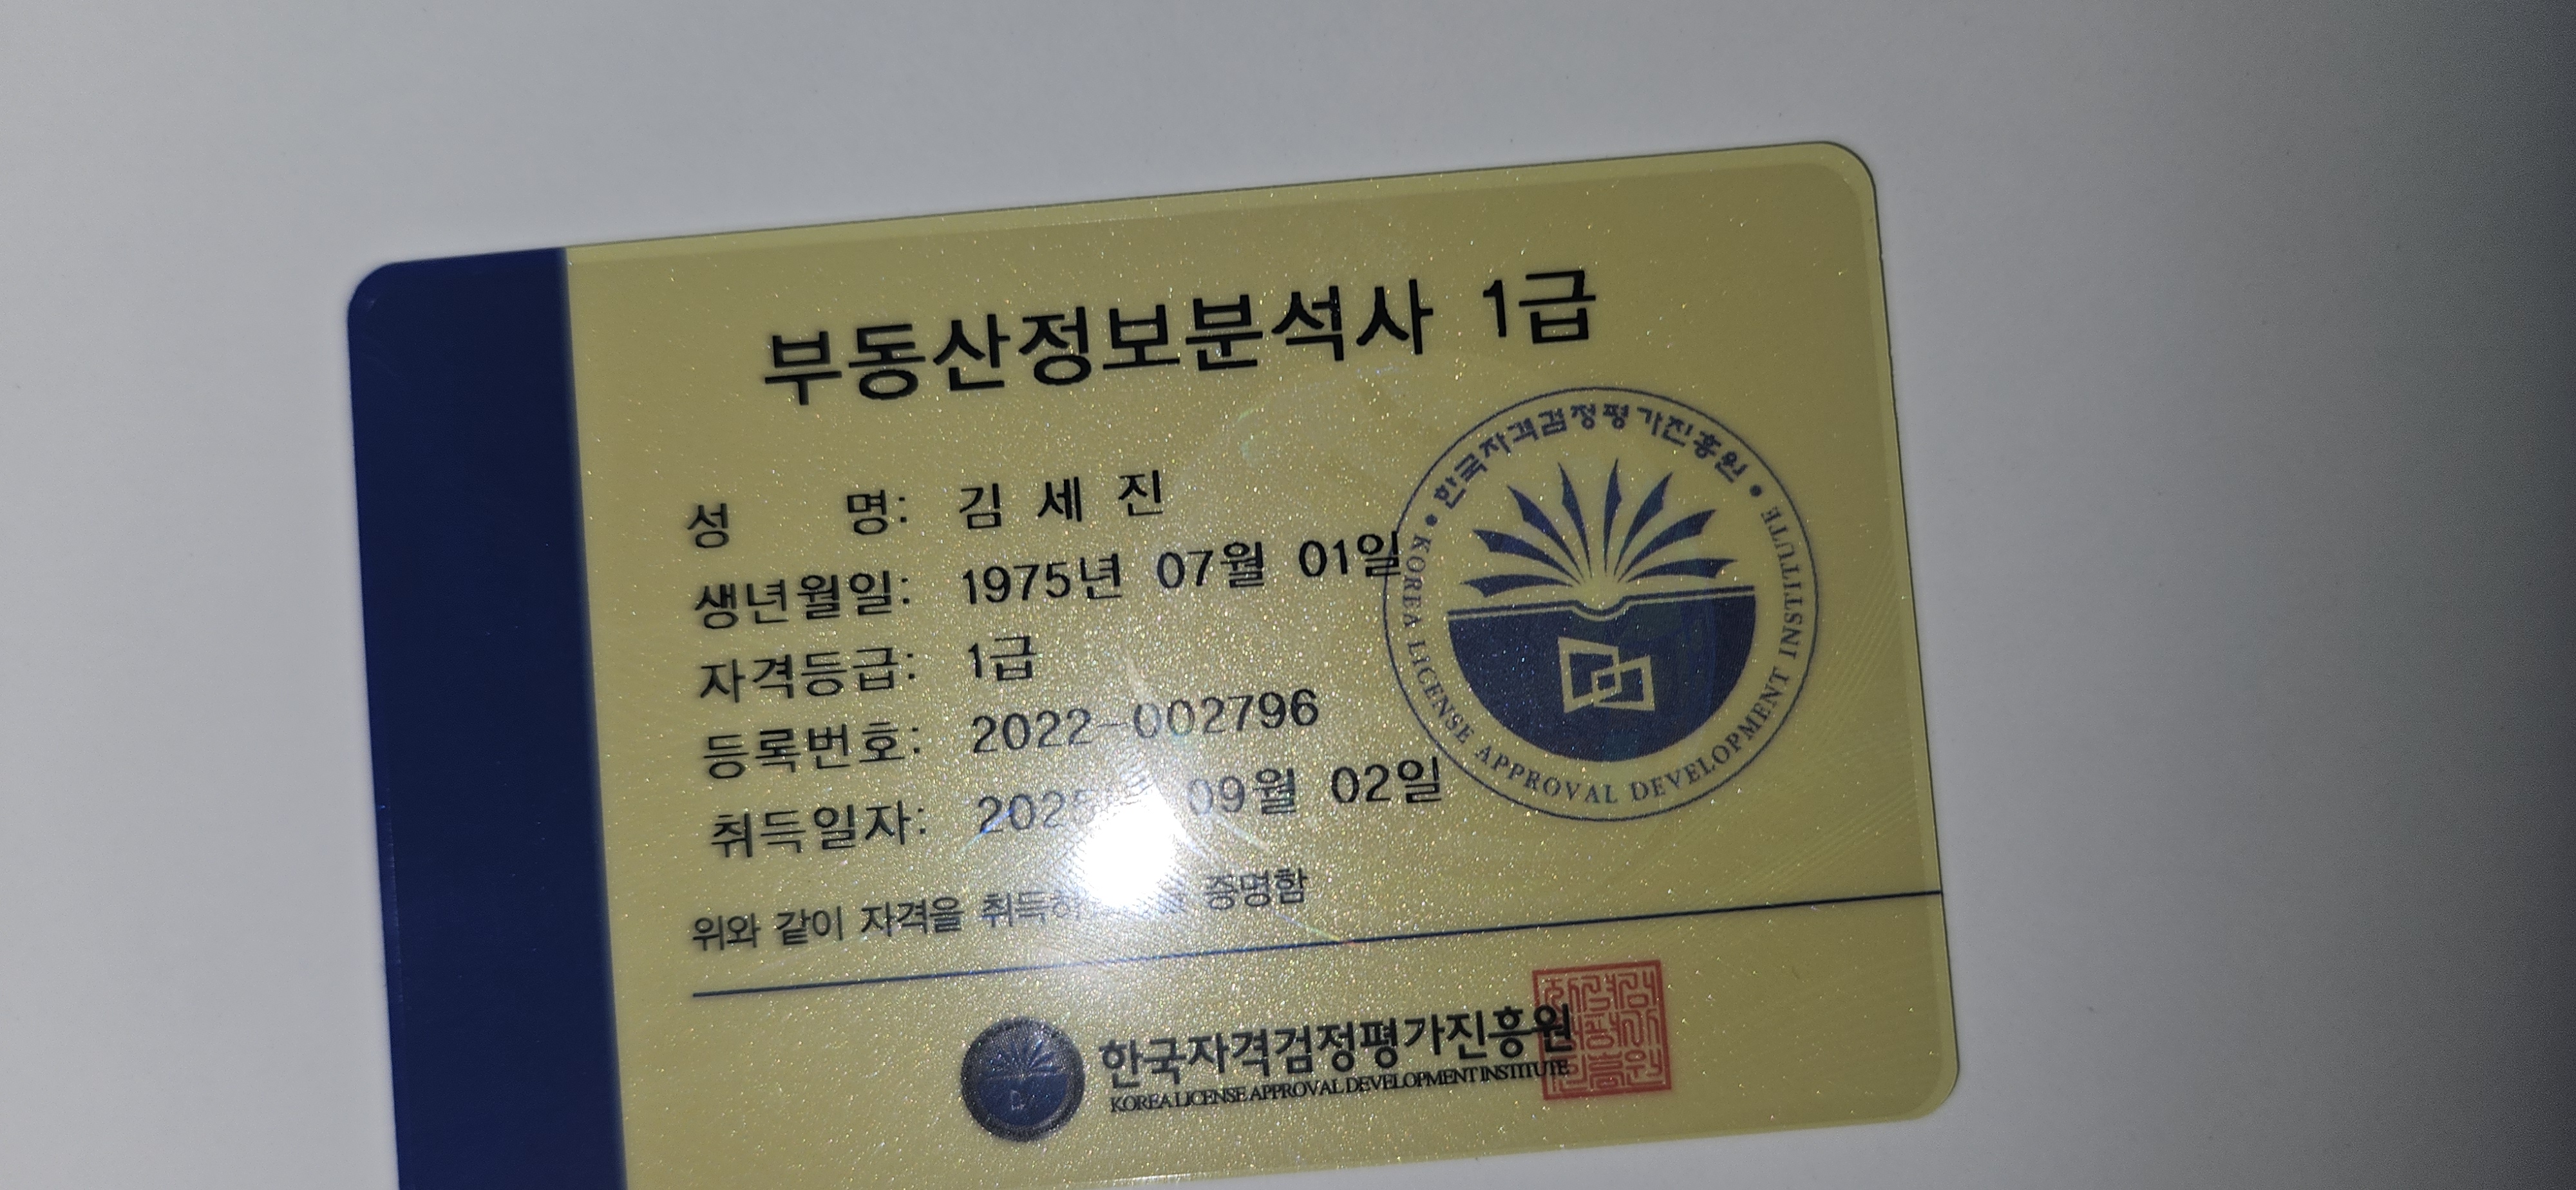 부동산정보분석사 1급
성 명: 김 세 진
생년월일: 1975년 07월 01일
자격등급: 1급
등록번호: 2022-002796
취득일자: 2025 09월 02일
위와 같이 자격을 증명함
• 한국자격검정평가진흥원 •
KOREA LICENSE APPROVAL DEVELOPMENT INSTITUTE
한국자격검정평가진흥원
KOREA LICENSE APPROVAL DEVELOPMENT INSTITUTE